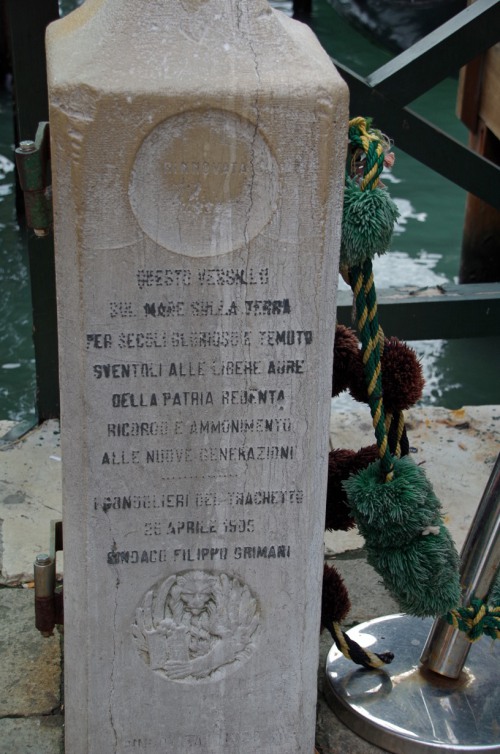 QUESTO VESSILLO
SUL MARE SULLA TERRA
PER SECOLI GLORIOSO E TEMUTO
SVENTOLI ALLE LIBERE AURE
DELLA PATRIA REDENTA
RICORDO E AMMONIMENTO
ALLE NUOVE GENERAZIONI
I GONDOLIERI DEL TRAGHETTO
25 APRILE 1905
SINDACO FILIPPO GRIMANI